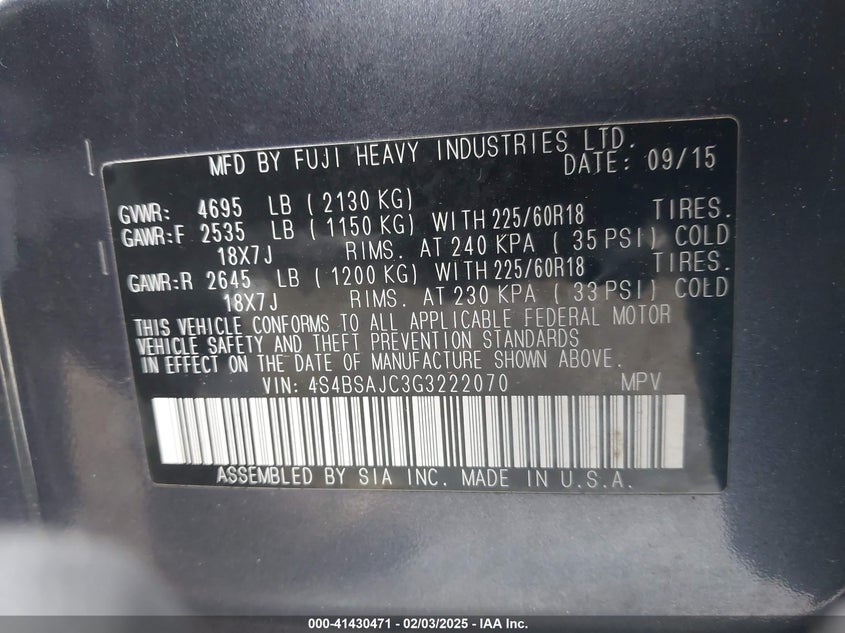 MFD BY FUJI HEAVY INDUSTRIES LTD.
DATE: 09/15
GVWR: 4695 LB ( 2130 KG)
GAWR:F 2535 LB ( 1150 KG) WITH 225/60R18 TIRES.
18X7J RIMS. AT 240 KPA ( 35 PSI) COLD
GAWR:R 2645 LB ( 1200 KG) WITH 225/60R18 TIRES.
18X7J RIMS. AT 230 KPA ( 33 PSI) COLD
THIS VEHICLE CONFORMS TO ALL APPLICABLE FEDERAL MOTOR
VEHICLE SAFETY AND THEFT PREVENTION STANDARDS
IN EFFECT ON THE DATE OF MANUFACTURE SHOWN ABOVE.
VIN: 4S4BSAJC3G3222070 MPV
ASSEMBLED BY SIA INC. MADE IN U.S.A.
000-41430471 - 02/03/2025 - IAA Inc.